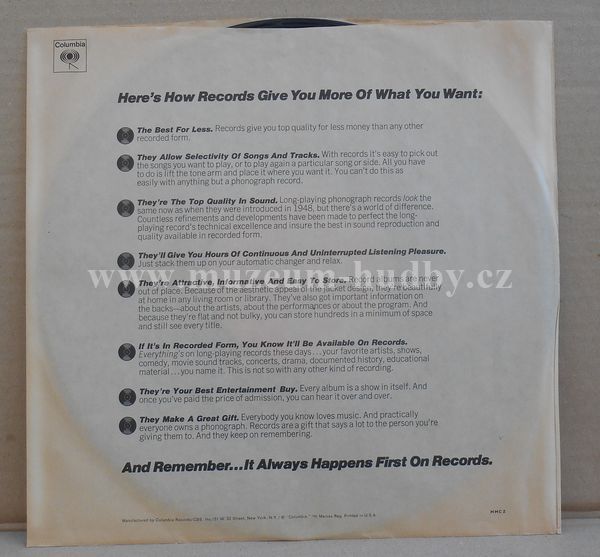 Columbia
Here's How Records Give You More Of What You Want:
The Best For Less. Records give you top quality for less money than any other
recorded form.
They Allow Selectivity Of Songs And Tracks. With records it's easy to pick out
the songs you want to play, or to play again a particular song or side. All you have
to do is lift the tone arm and place it where you want it. You can't do this as
easily with anything but a phonograph record.
They're The Top Quality In Sound. Long-playing phonograph records look the
same now as when they were introduced in 1948, but there's a world of difference.
Countless refinements and developments have been made to perfect the long-
playing record's technical excellence and insure the best in sound reproduction and
quality available in recorded form.
They'll Give You Hours Of Continuous And Uninterrupted Listening Pleasure.
Just stack them up on your automatic changer and relax.
www.muzeum-hudby.cz
They're Attractive, Informative And Easy To Store. Record albums are never
out of place. Because of the aesthetic appeal of the jacket design, they're beautifully
at home in any living room or library. They've also got important information on
the backs—about the artists, about the performances or about the program. And
because they're flat and not bulky, you can store hundreds in a minimum of space
and still see every title.
If It's In Recorded Form, You Know It'll Be Available On Records.
Everything's on long-playing records these days...your favorite artists, shows,
comedy, movie sound tracks, concerts, drama, documented history, educational
material...you name it. This is not so with any other kind of recording.
They're Your Best Entertainment Buy. Every album is a show in itself. And
once you've paid the price of admission, you can hear it over and over.
They Make A Great Gift. Everybody you know loves music. And practically
everyone owns a phonograph. Records are a gift that says a lot to the person you're
giving them to. And they keep on remembering.
And Remember...It Always Happens First On Records.
Manufactured by Columbia Records/CBS, Inc./51 W. 52 Street, New York, N.Y. / ® "Columbia," Marcas Reg. Printed in U.S.A.